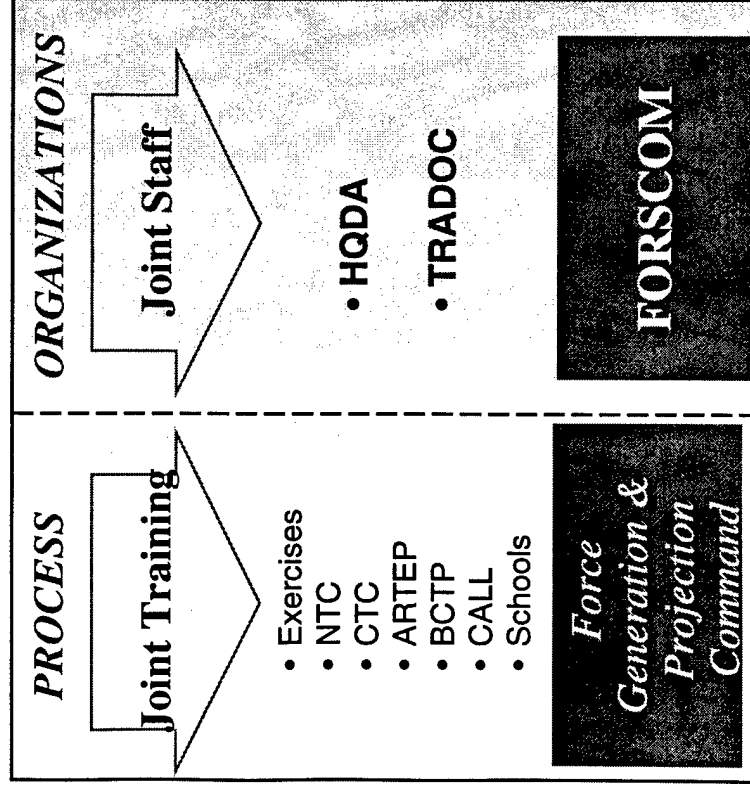 PROCESS
Joint Training
• Exercises
• NTC
• CTC
• ARTEP
• BCTP
• CALL
• Schools
Force
Generation &
Projection
Command
ORGANIZATIONS
Joint Staff
• HQDA
• TRADOC
FORSCOM